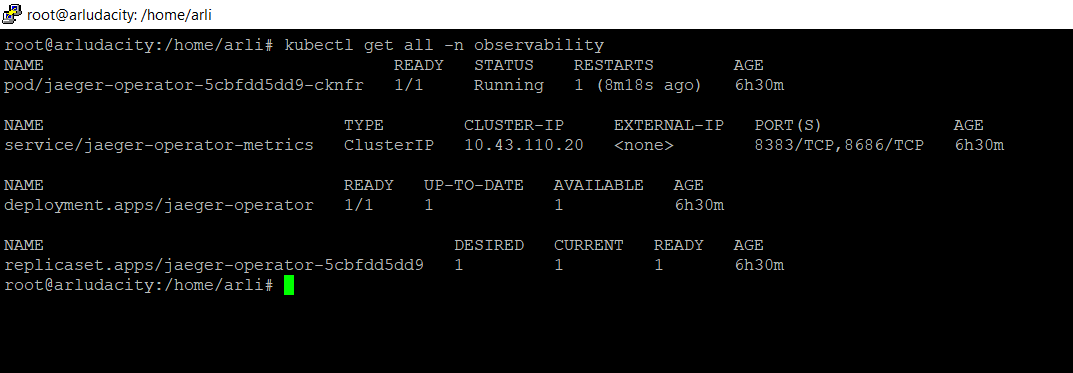 root@arludacity: /home/arli
root@arludacity:/home/arli# kubectl get all -n observability
NAME                                   READY   STATUS    RESTARTS        AGE
pod/jaeger-operator-5cbfdd5dd9-cknfr   1/1     Running   1 (8m18s ago)   6h30m
NAME                              TYPE        CLUSTER-IP     EXTERNAL-IP   PORT(S)             AGE
service/jaeger-operator-metrics   ClusterIP   10.43.110.20   <none>        8383/TCP,8686/TCP   6h30m
NAME                              READY   UP-TO-DATE   AVAILABLE   AGE
deployment.apps/jaeger-operator   1/1     1            1           6h30m
NAME                                         DESIRED   CURRENT   READY   AGE
replicaset.apps/jaeger-operator-5cbfdd5dd9   1         1         1       6h30m
root@arludacity:/home/arli#